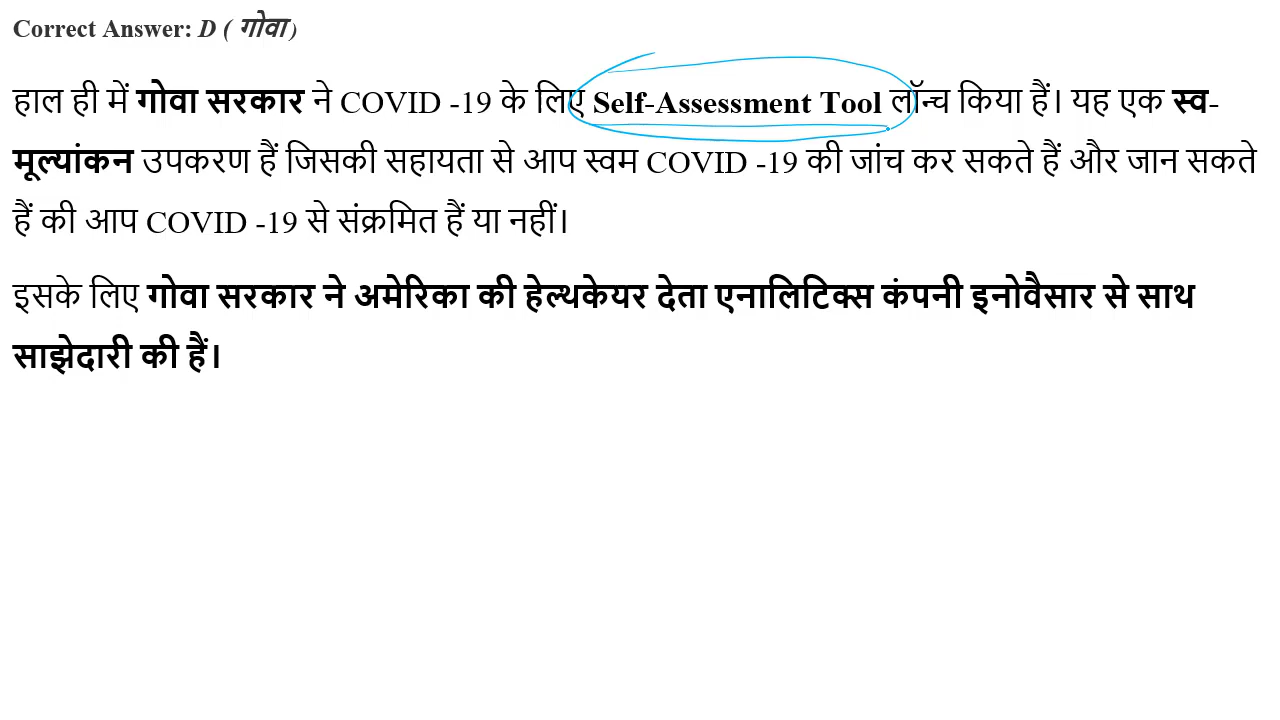 Correct Answer: D ( गोवा )
हाल ही में गोवा सरकार ने COVID -19 के लिए Self-Assessment Tool लॉन्च किया हैं। यह एक स्व-
मूल्यांकन उपकरण हैं जिसकी सहायता से आप स्वम COVID -19 की जांच कर सकते हैं और जान सकते
हैं की आप COVID -19 से संक्रमित हैं या नहीं।
इसके लिए गोवा सरकार ने अमेरिका की हेल्थकेयर देता एनालिटिक्स कंपनी इनोवैसार से साथ
साझेदारी की हैं।